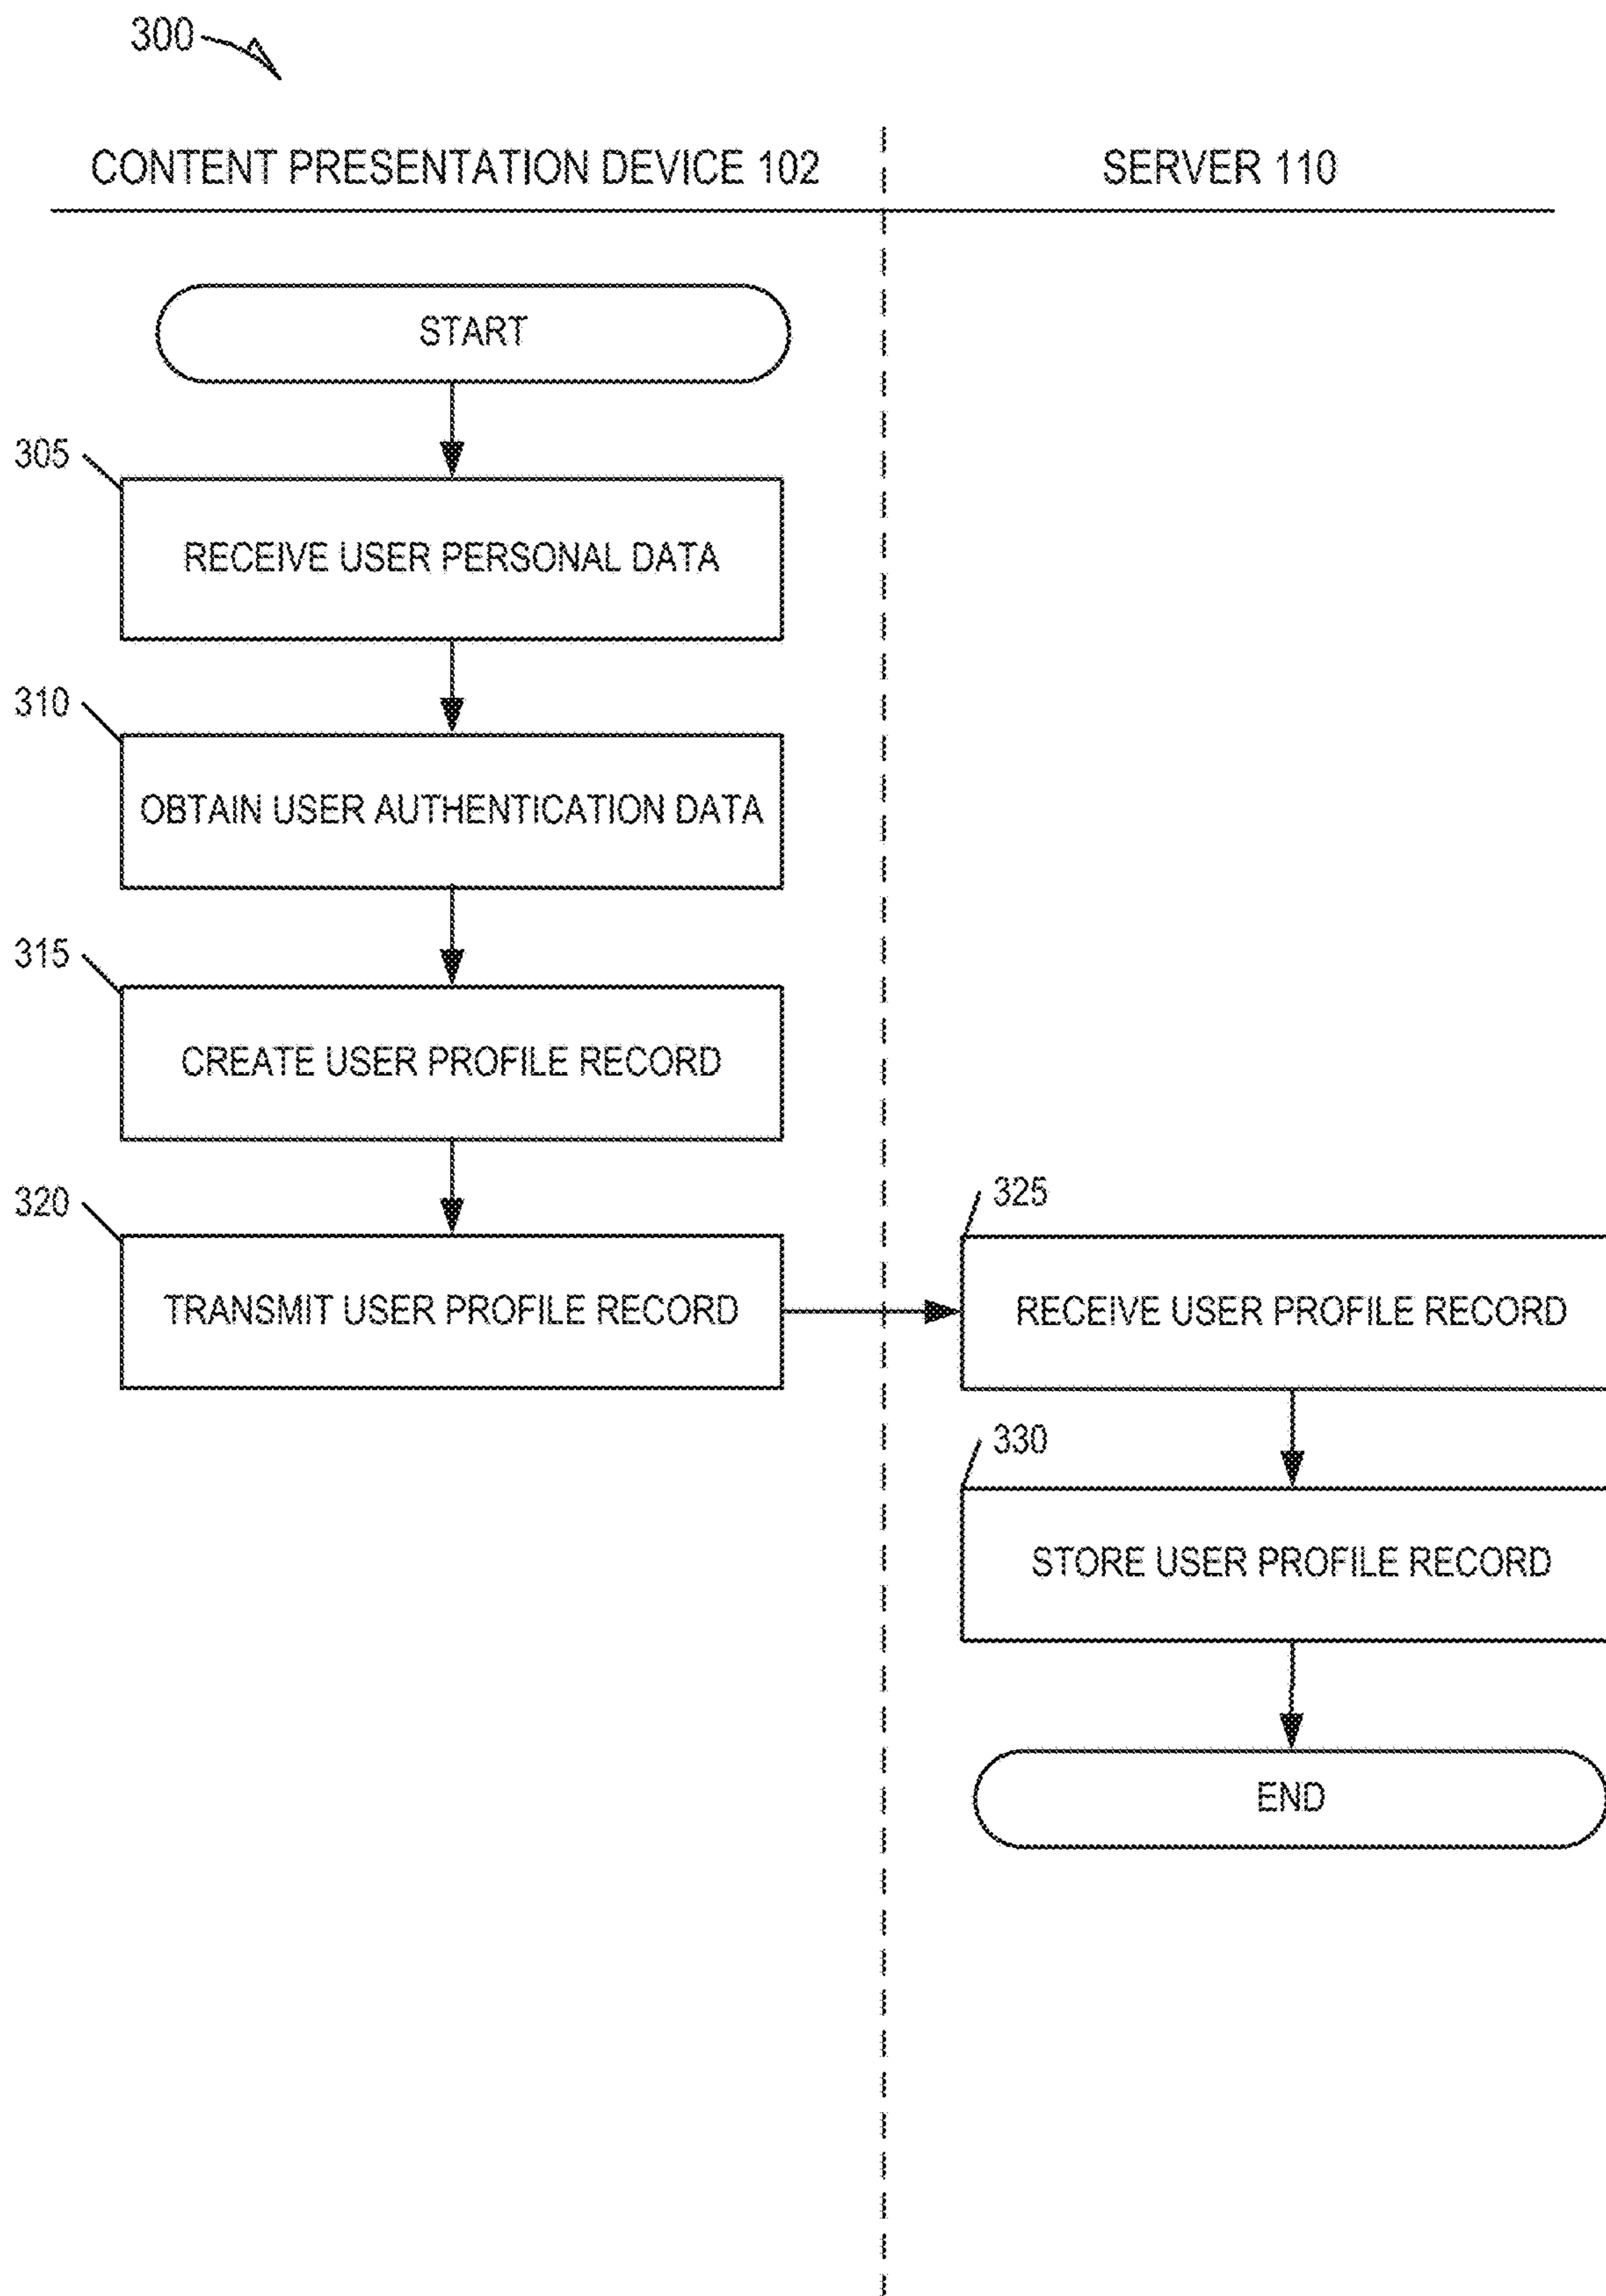 300
CONTENT PRESENTATION DEVICE 102
SERVER 110
START
305
RECEIVE USER PERSONAL DATA
310
OBTAIN USER AUTHENTICATION DATA
315
CREATE USER PROFILE RECORD
320
TRANSMIT USER PROFILE RECORD
325
RECEIVE USER PROFILE RECORD
330
STORE USER PROFILE RECORD
END